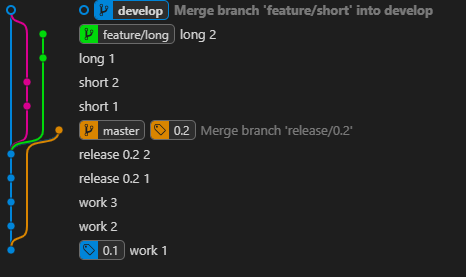 develop Merge branch 'feature/short' into develop
feature/long long 2
long 1
short 2
short 1
master 0.2 Merge branch 'release/0.2'
release 0.2 2
release 0.2 1
work 3
work 2
0.1 work 1